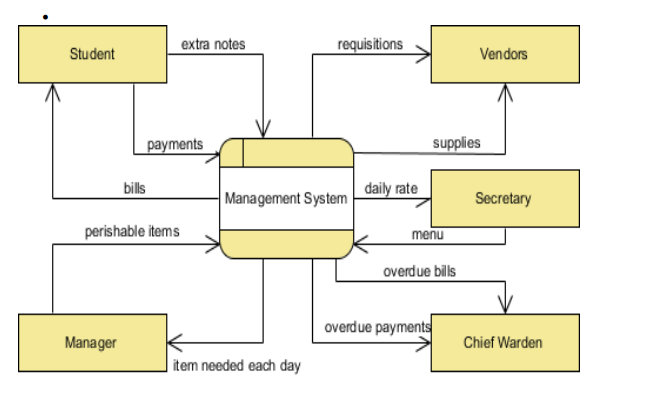 Student
extra notes
requisitions
Vendors
payments
supplies
bills
Management System
daily rate
Secretary
perishable items
menu
overdue bills
Manager
overdue payments
Chief Warden
item needed each day